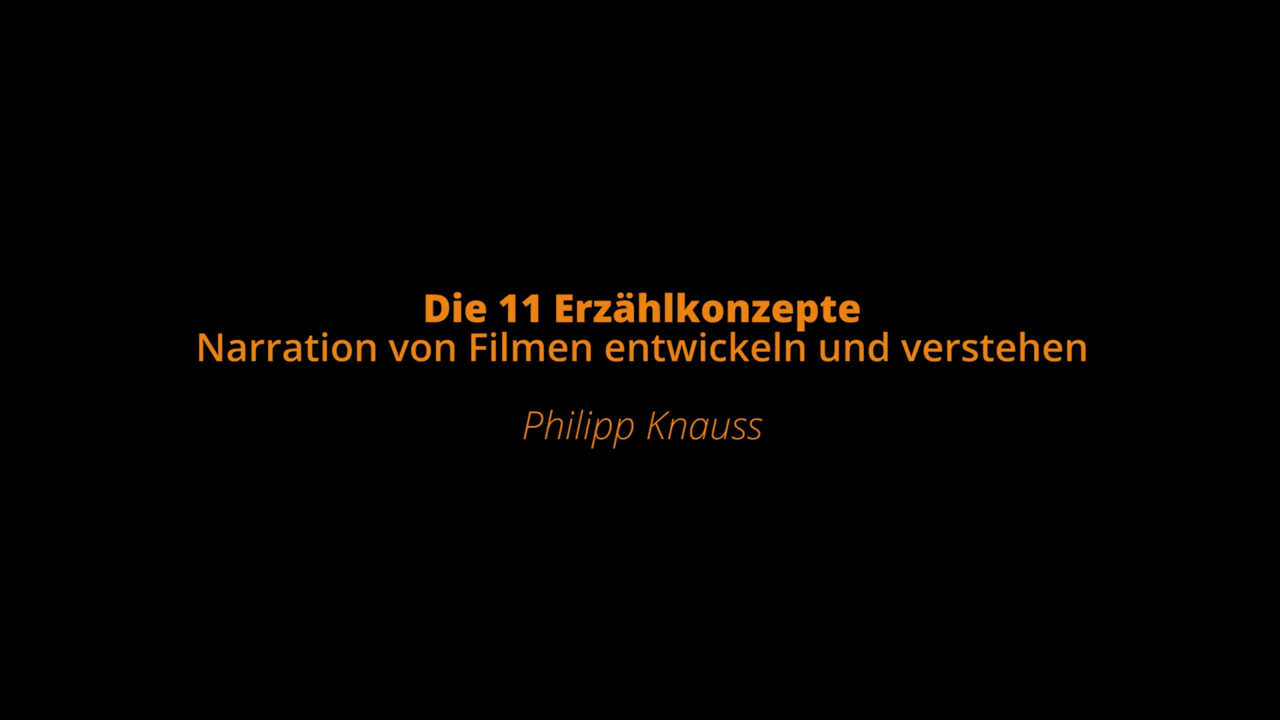 Die 11 Erzählkonzepte
Narration von Filmen entwickeln und verstehen
Philipp Knauss